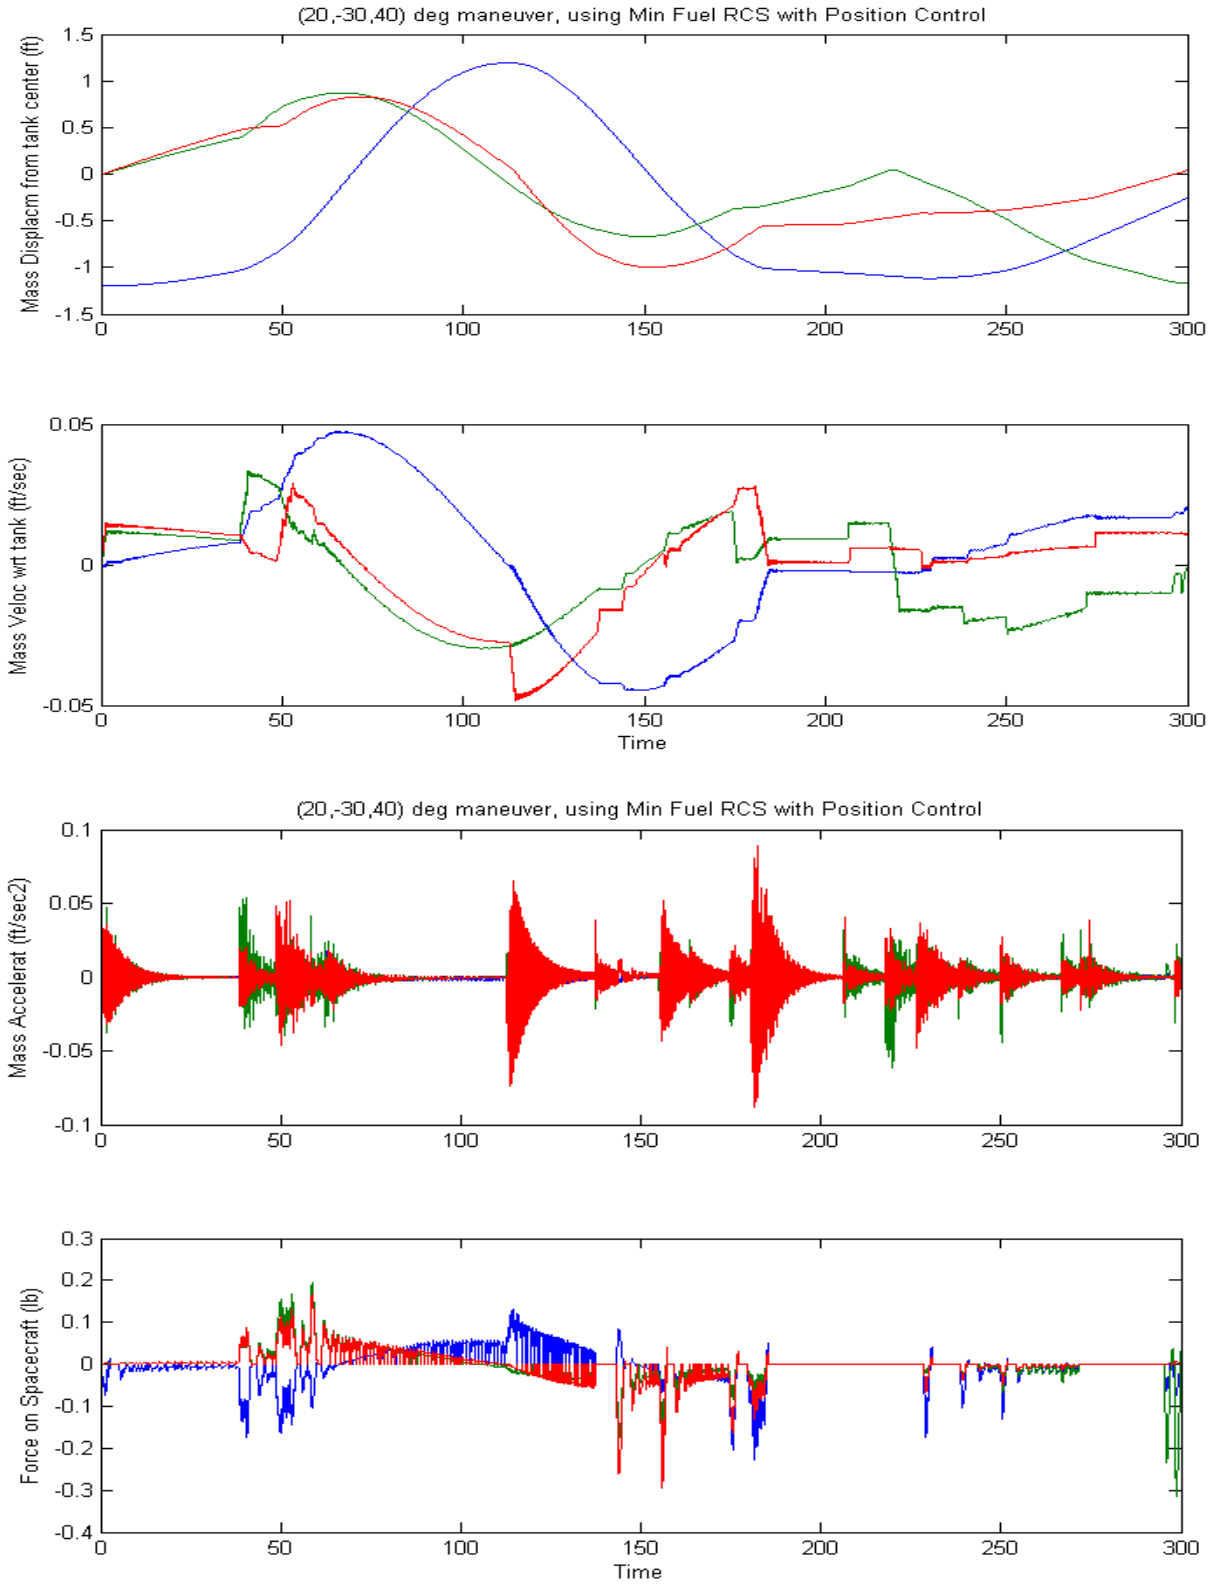 (20,-30,40) deg maneuver, using Min Fuel RCS with Position Control
Mass Displacm from tank center (ft)
1.5
1
0.5
0
-0.5
-1
-1.5
0 50 100 150 200 250 300
Mass Veloc wrt tank (ft/sec)
0.05
0
-0.05
0 50 100 150 200 250 300
Time
(20,-30,40) deg maneuver, using Min Fuel RCS with Position Control
Mass Accelerat (ft/sec2)
0.1
0.05
0
-0.05
-0.1
0 50 100 150 200 250 300
Force on Spacecraft (lb)
0.3
0.2
0.1
0
-0.1
-0.2
-0.3
-0.4
0 50 100 150 200 250 300
Time